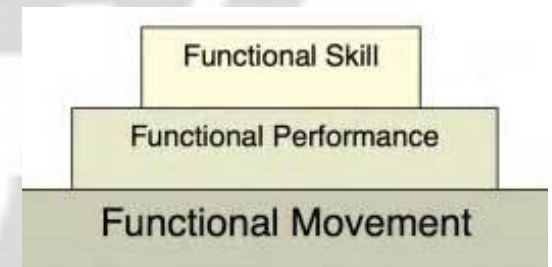 Functional Skill
Functional Performance
Functional Movement